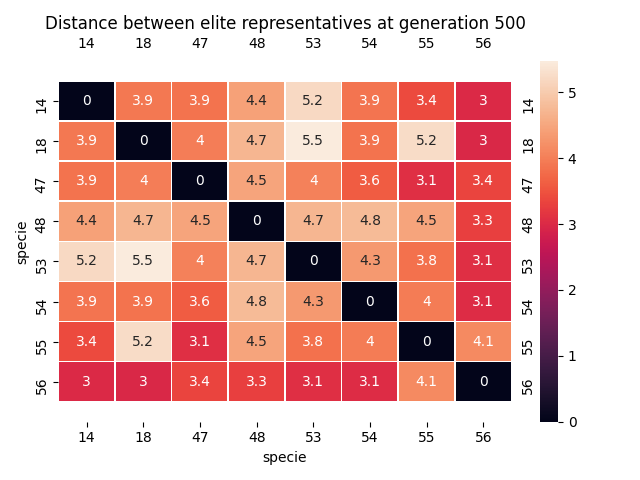 Distance between elite representatives at generation 500
14 18 47 48 53 54 55 56
14 0 3.9 3.9 4.4 5.2 3.9 3.4 3 14
18 3.9 0 4 4.7 5.5 3.9 5.2 3 18
47 3.9 4 0 4.5 4 3.6 3.1 3.4 47
48 4.4 4.7 4.5 0 4.7 4.8 4.5 3.3 48
53 5.2 5.5 4 4.7 0 4.3 3.8 3.1 53
54 3.9 3.9 3.6 4.8 4.3 0 4 3.1 54
55 3.4 5.2 3.1 4.5 3.8 4 0 4.1 55
56 3 3 3.4 3.3 3.1 3.1 4.1 0 56
14 18 47 48 53 54 55 56
specie
specie
5
4
3
2
1
0